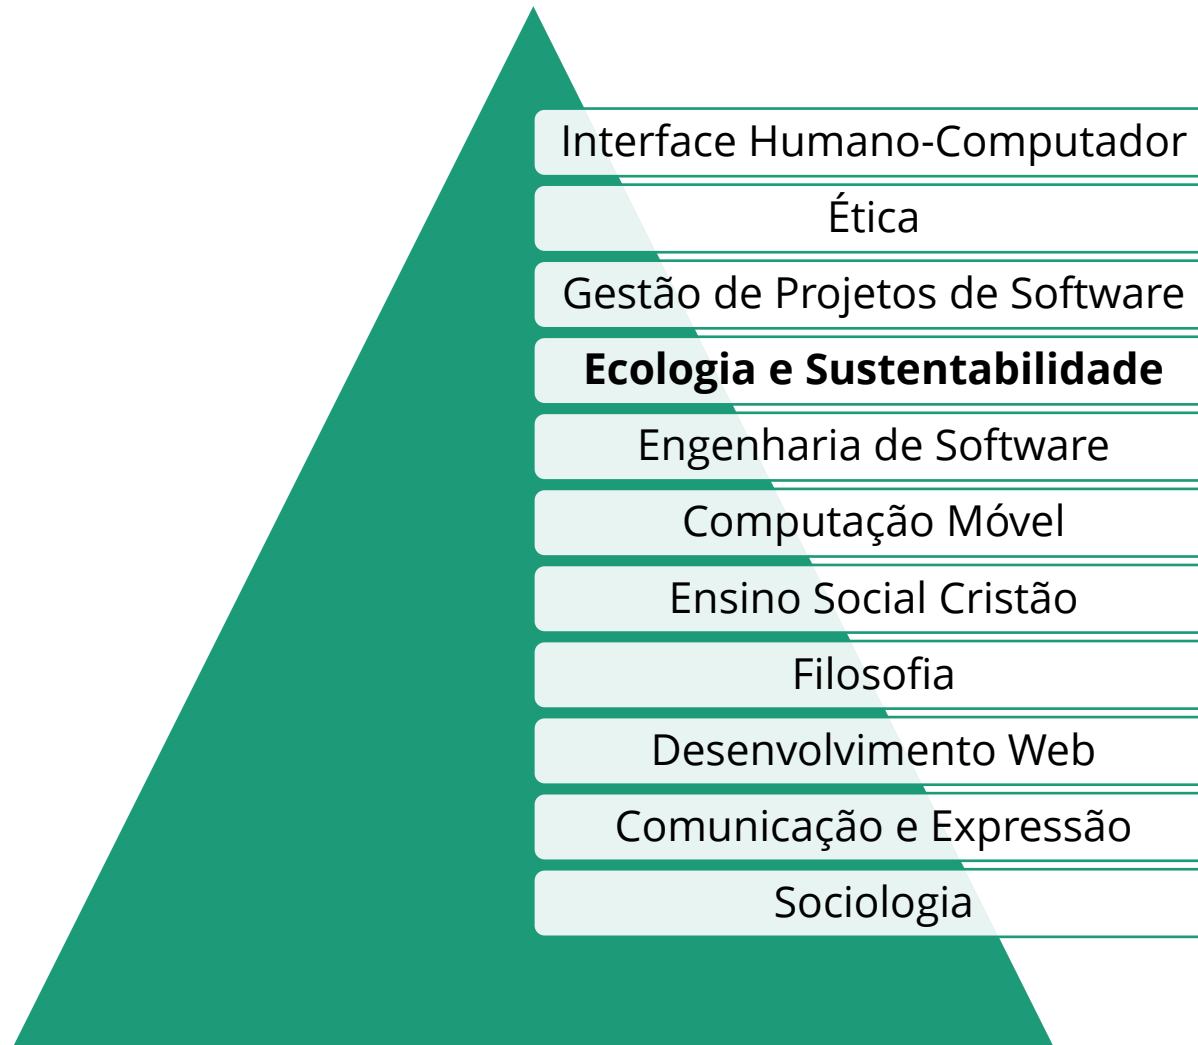 Interface Humano-Computador
Ética
Gestão de Projetos de Software
Ecologia e Sustentabilidade
Engenharia de Software
Computação Móvel
Ensino Social Cristão
Filosofia
Desenvolvimento Web
Comunicação e Expressão
Sociologia